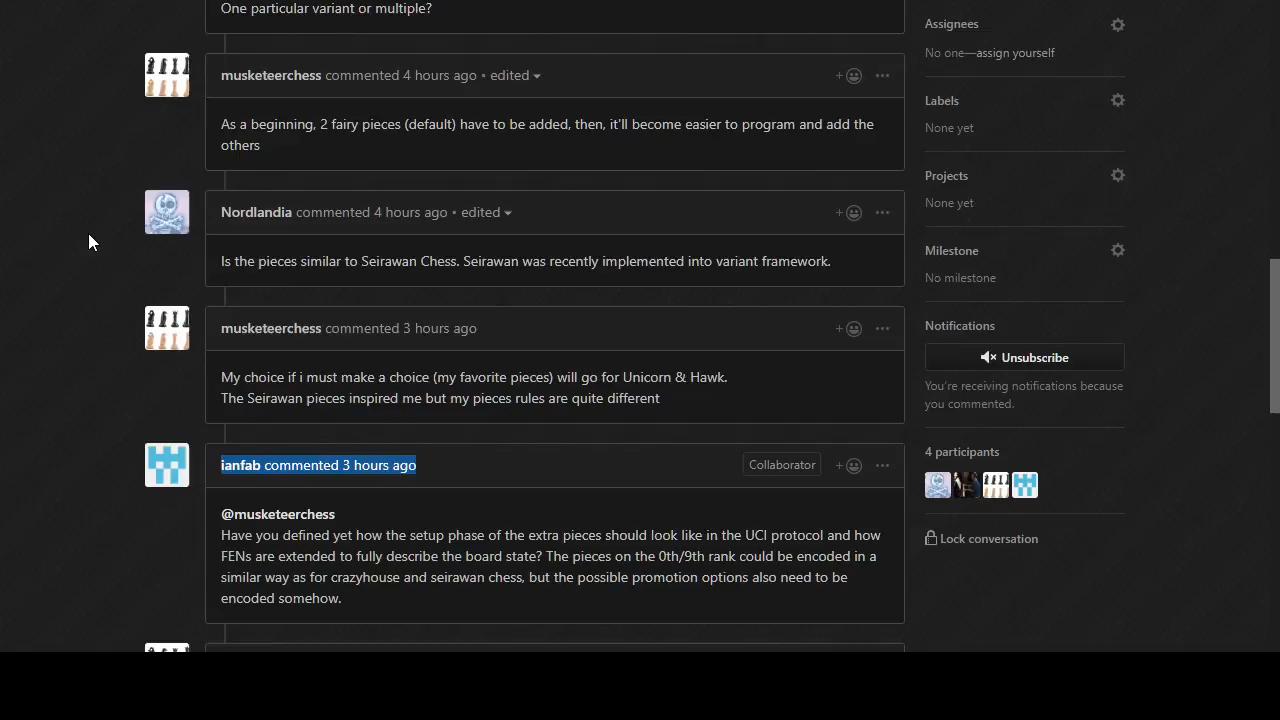 One particular variant or multiple?
musketeerchess commented 4 hours ago • edited
As a beginning, 2 fairy pieces (default) have to be added, then, it'll become easier to program and add the
others
Nordlandia commented 4 hours ago • edited
Is the pieces similar to Seirawan Chess. Seirawan was recently implemented into variant framework.
musketeerchess commented 3 hours ago
My choice if i must make a choice (my favorite pieces) will go for Unicorn & Hawk.
The Seirawan pieces inspired me but my pieces rules are quite different
ianfab commented 3 hours ago
Collaborator
@musketeerchess
Have you defined yet how the setup phase of the extra pieces should look like in the UCI protocol and how
FENs are extended to fully describe the board state? The pieces on the 0th/9th rank could be encoded in a
similar way as for crazyhouse and seirawan chess, but the possible promotion options also need to be
encoded somehow.
Assignees
No one—assign yourself
Labels
None yet
Projects
None yet
Milestone
No milestone
Notifications
Unsubscribe
You're receiving notifications because
you commented.
4 participants
Lock conversation